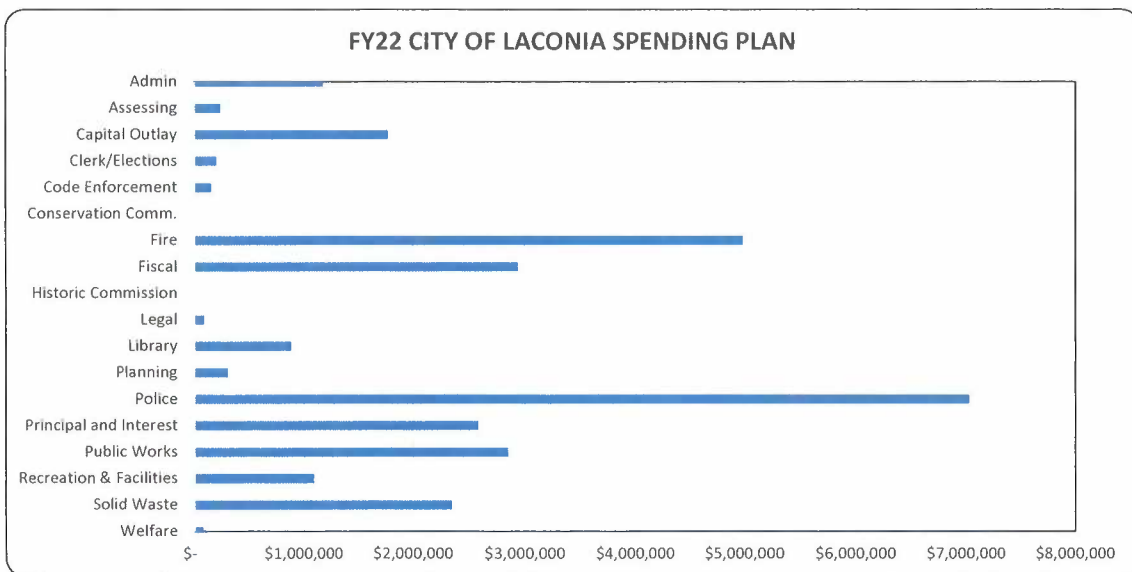 FY22 CITY OF LACONIA SPENDING PLAN
Admin
Assessing
Capital Outlay
Clerk/Elections
Code Enforcement
Conservation Comm.
Fire
Fiscal
Historic Commission
Legal
Library
Planning
Police
Principal and Interest
Public Works
Recreation & Facilities
Solid Waste
Welfare
$- $1,000,000 $2,000,000 $3,000,000 $4,000,000 $5,000,000 $6,000,000 $7,000,000 $8,000,000